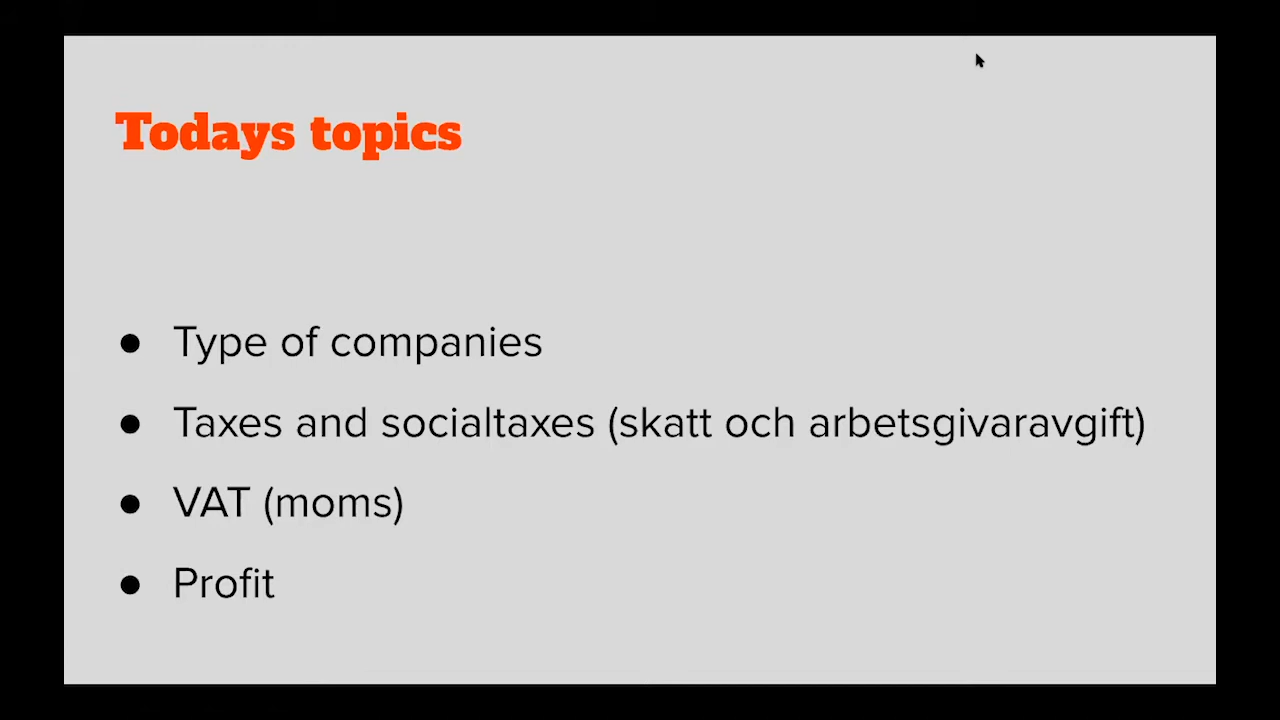 Todays topics
● Type of companies
● Taxes and socialtaxes (skatt och arbetsgivaravgift)
● VAT (moms)
● Profit